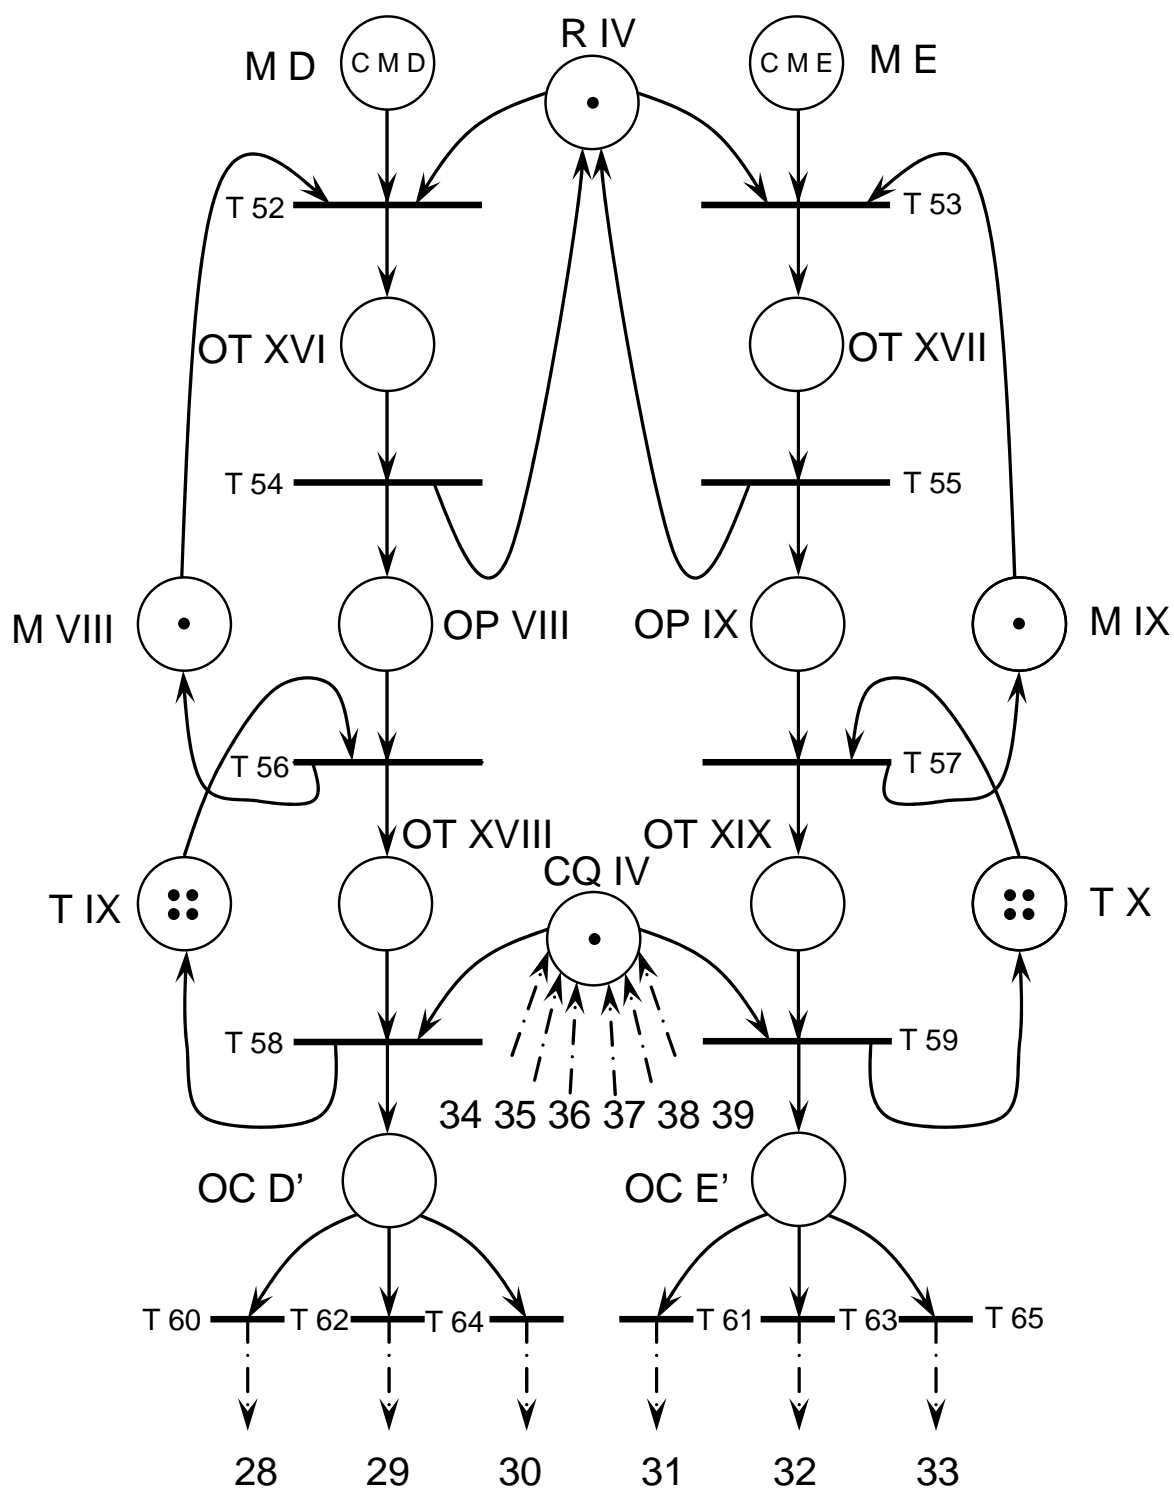 R IV
M D
C M D
C M E
M E
T 52
T 53
OT XVI
OT XVII
T 54
T 55
M VIII
OP VIII
OP IX
M IX
T 56
T 57
OT XVIII
OT XIX
CQ IV
T IX
T X
T 58
T 59
34 35 36 37 38 39
OC D’
OC E’
T 60
T 62
T 64
T 61
T 63
T 65
28
29
30
31
32
33